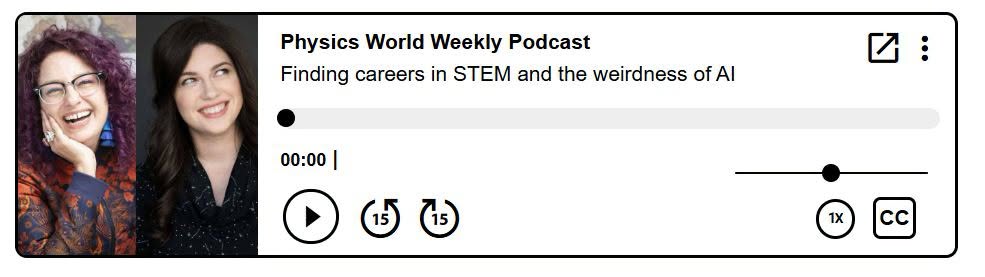 Physics World Weekly Podcast
Finding careers in STEM and the weirdness of AI
00:00 |
15
15
1X
CC